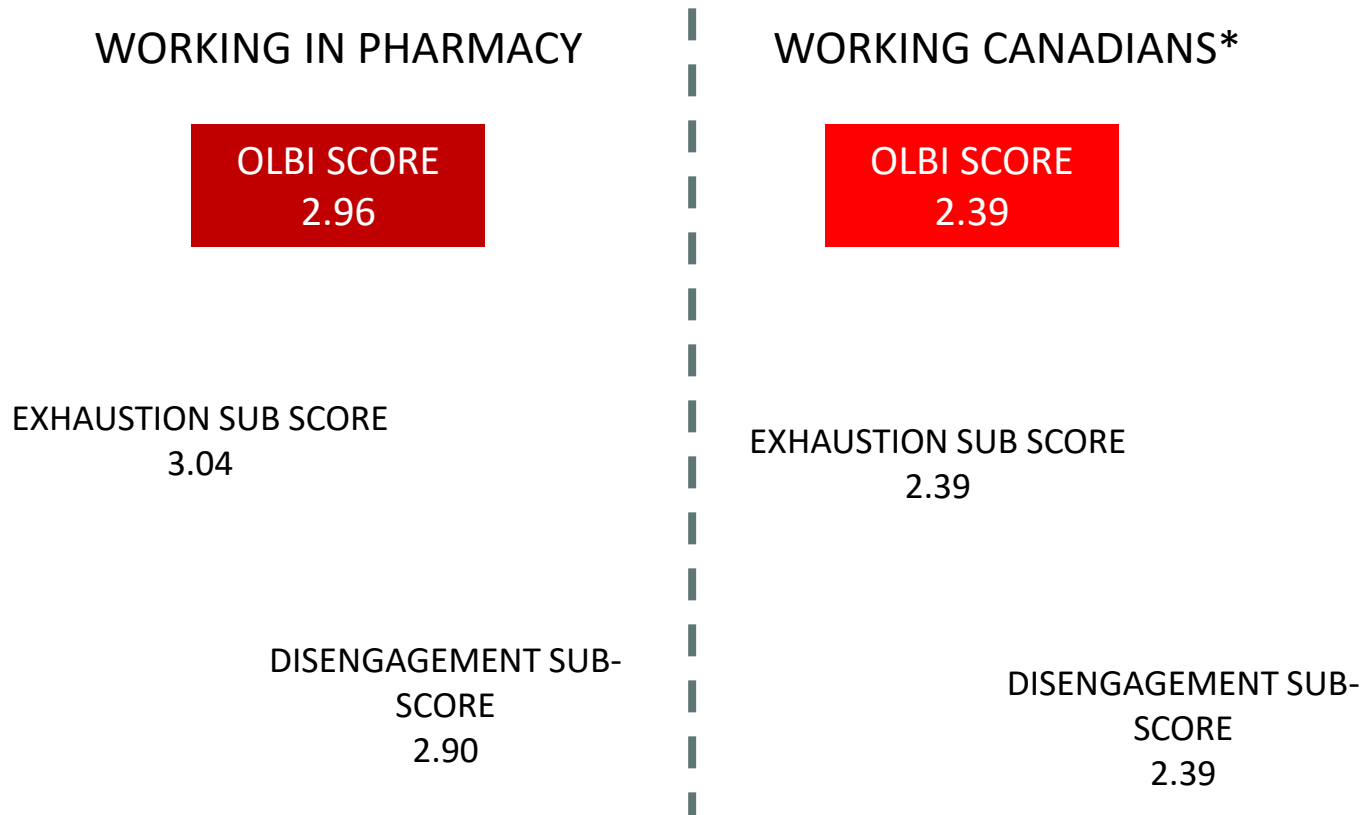 WORKING IN PHARMACY
OLBI SCORE
2.96
EXHAUSTION SUB SCORE
3.04
DISENGAGEMENT SUB-
SCORE
2.90
WORKING CANADIANS*
OLBI SCORE
2.39
EXHAUSTION SUB SCORE
2.39
DISENGAGEMENT SUB-
SCORE
2.39